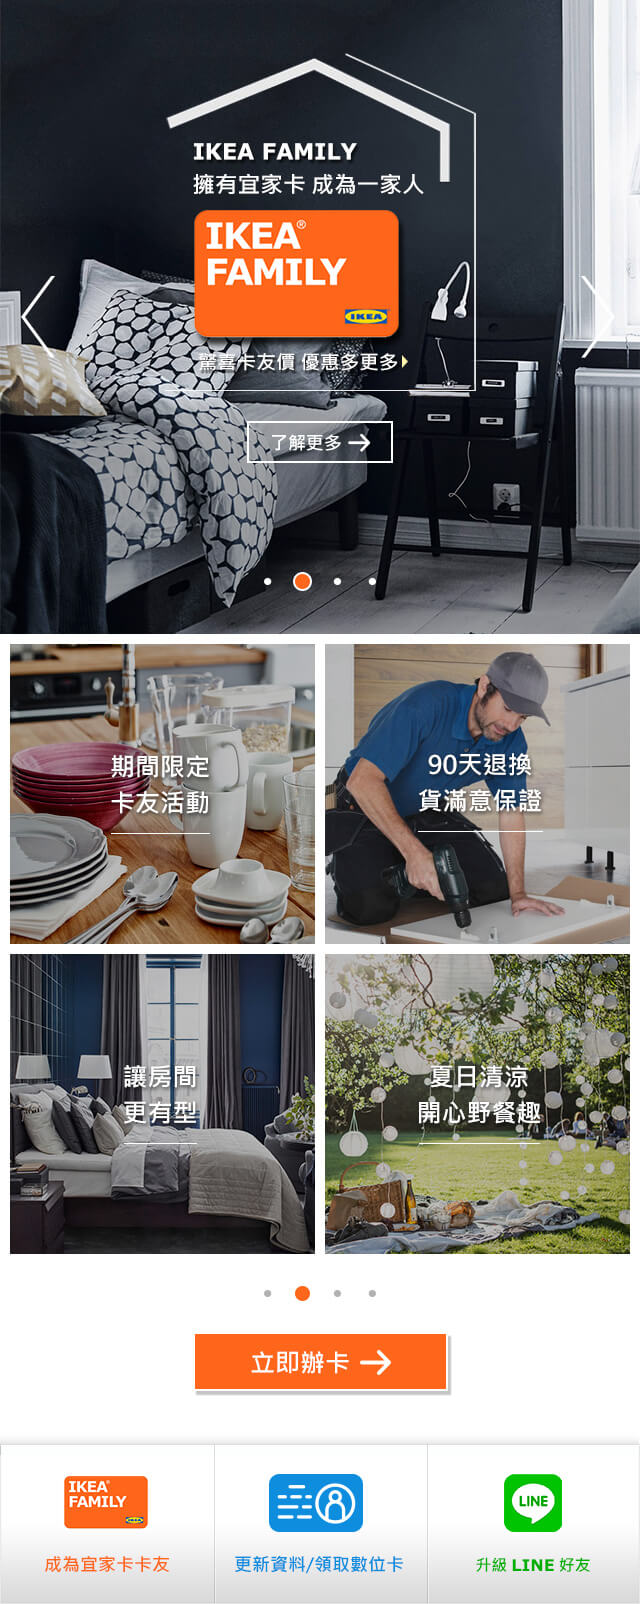 IKEA FAMILY
擁有宜家卡 成為一家人
IKEA®
FAMILY
IKEA
驚喜卡友價 優惠多更多
了解更多
期間限定
卡友活動
90天退換
貨滿意保證
讓房間
更有型
夏日清涼
開心野餐趣
立即辦卡
IKEA
FAMILY
IKEA
LINE
成為宜家卡卡友
更新資料/領取數位卡
升級 LINE 好友